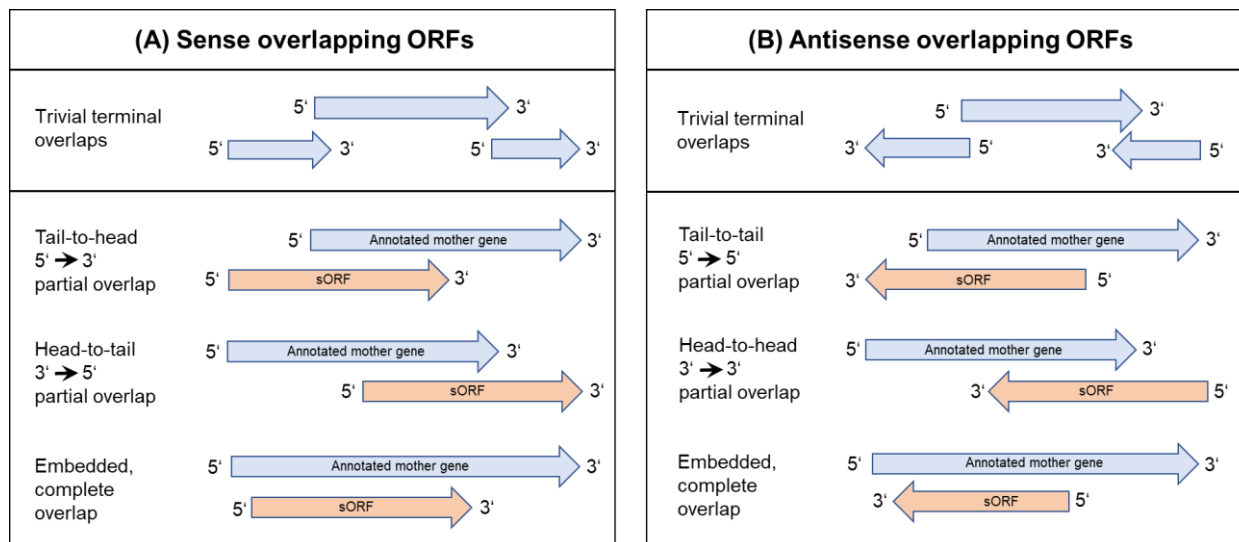 (A) Sense overlapping ORFs
Trivial terminal
overlaps
5‘ 3‘
5‘ 3‘ 5‘ 3‘
Tail-to-head
5‘ ➔ 3‘
partial overlap
5‘ Annotated mother gene 3‘
5‘ sORF 3‘
Head-to-tail
3‘ ➔ 5‘
partial overlap
5‘ Annotated mother gene 3‘
5‘ sORF 3‘
Embedded,
complete
overlap
5‘ Annotated mother gene 3‘
5‘ sORF 3‘
(B) Antisense overlapping ORFs
Trivial terminal
overlaps
5‘ 3‘
3‘ 5‘ 3‘ 5‘
Tail-to-tail
5‘ ➔ 5‘
partial overlap
5‘ Annotated mother gene 3‘
3‘ sORF 5‘
Head-to-head
3‘ ➔ 3‘
partial overlap
5‘ Annotated mother gene 3‘
3‘ sORF 5‘
Embedded,
complete
overlap
5‘ Annotated mother gene 3‘
3‘ sORF 5‘